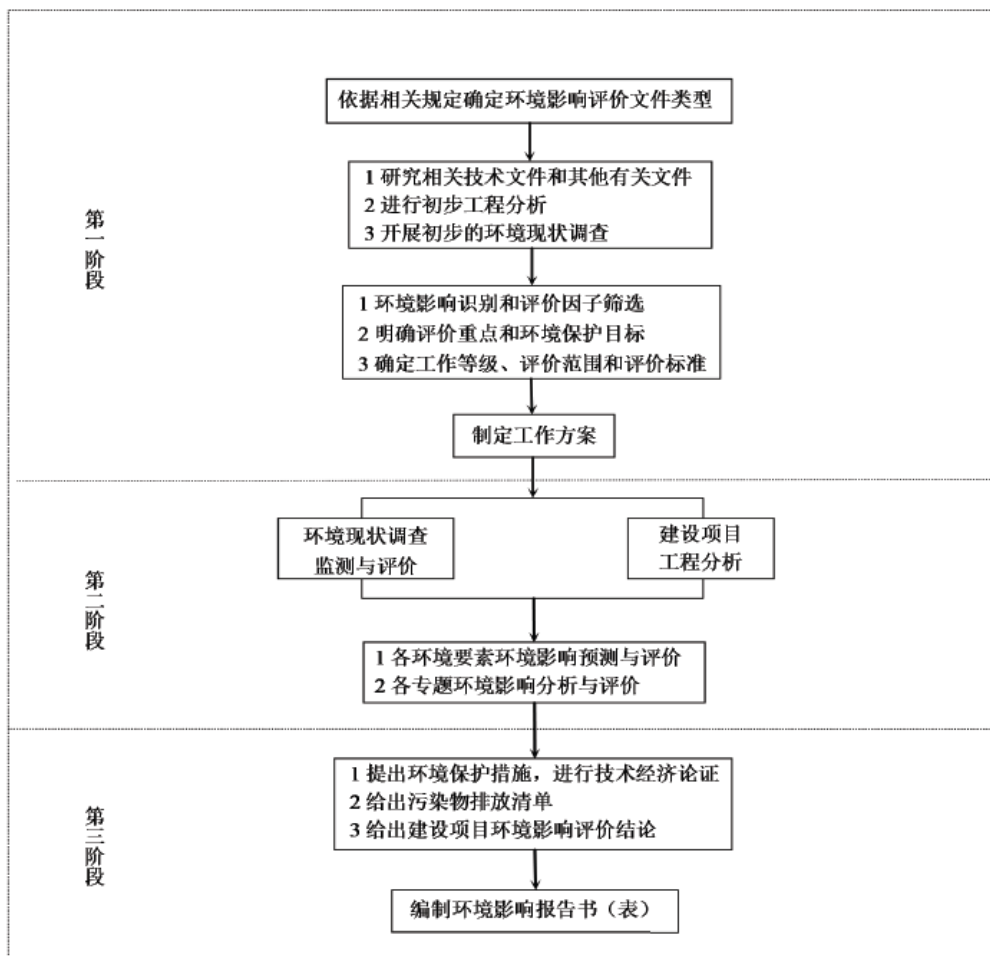 依据相关规定确定环境影响评价文件类型
1 研究相关技术文件和其他有关文件
2 进行初步工程分析
3 开展初步的环境现状调查
第一阶段
1 环境影响识别和评价因子筛选
2 明确评价重点和环境保护目标
3 确定工作等级、评价范围和评价标准
制定工作方案
环境现状调查
监测与评价
建设项目
工程分析
第二阶段
1 各环境要素环境影响预测与评价
2 各专题环境影响分析与评价
1 提出环境保护措施，进行技术经济论证
2 给出污染物排放清单
3 给出建设项目环境影响评价结论
第三阶段
编制环境影响报告书（表）